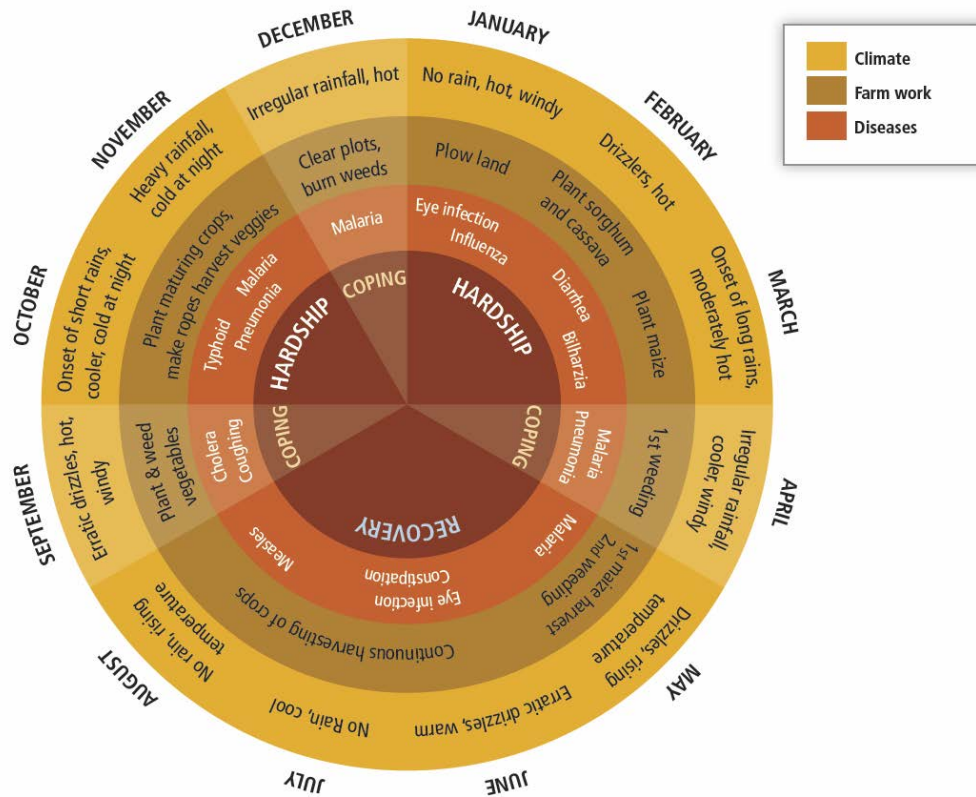 JANUARY
FEBRUARY
MARCH
APRIL
MAY
JUNE
JULY
AUGUST
SEPTEMBER
OCTOBER
NOVEMBER
DECEMBER
Climate
Farm work
Diseases
No rain, hot, windy
Drizzlers, hot
Onset of long rains,
moderately hot
Irregular rainfall,
cooler, windy
Drizzles, rising
temperature
Erratic drizzles, warm
No Rain, cool
No rain, rising
temperature
Erratic drizzles, hot,
windy
Onset of short rains,
cooler, cold at night
Heavy rainfall,
cold at night
Irregular rainfall, hot
Plow land
Plant sorghum
and cassava
Plant maize
1st weeding
1st maize harvest
2nd weeding
Continuous harvesting of crops
Plant & weed
vegetables
Plant maturing crops,
make ropes harvest veggies
Clear plots,
burn weeds
Eye infection
Influenza
Diarrhea
Bilharzia
Malaria
Pneumonia
Malaria
Eye infection
Constipation
Measles
Cholera
Coughing
Typhoid
Malaria
Pneumonia
Malaria
HARDSHIP
COPING
RECOVERY
COPING
HARDSHIP
COPING